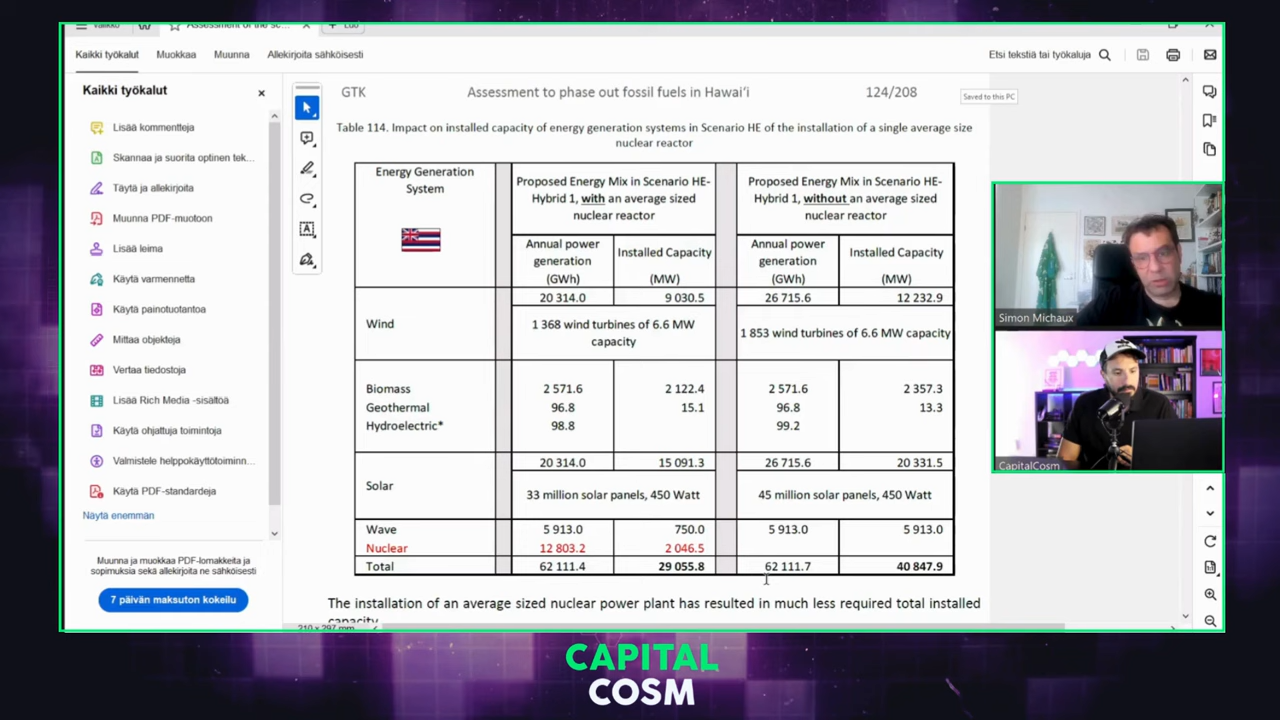 Kaikki työkalut
Muokkaa
Muunna
Allekirjoita sähköisesti
Etsi tekstiä tai työkaluja
Kaikki työkalut
Lisää kommentteja
Skannaa ja suorita optinen tek...
Täytä ja allekirjoita
Muunna PDF-muotoon
Lisää leima
Käytä varmennetta
Käytä painotuotantoa
Mittaa objekteja
Vertaa tiedostoja
Lisää Rich Media -sisältöä
Käytä ohjattuja toimintoja
Valmistele helppokäyttötoiminn...
Käytä PDF-standardeja
Näytä enemmän
Muunna ja muokkaa PDF-lomakkeita ja
sopimuksia sekä allekirjoita ne sähköisesti
7 päivän maksuton kokeilu
GTK Assessment to phase out fossil fuels in Hawai'i 124/208
Saved to this PC
Table 114. Impact on installed capacity of energy generation systems in Scenario HE of the installation of a single average size
nuclear reactor
Energy Generation
System
Proposed Energy Mix in Scenario HE-
Hybrid 1, with an average sized
nuclear reactor
Proposed Energy Mix in Scenario HE-
Hybrid 1, without an average sized
nuclear reactor
Annual power
generation
(GWh)
Installed Capacity
(MW)
Annual power
generation
(GWh)
Installed Capacity
(MW)
20 314.0 9 030.5 26 715.6 12 232.9
Wind
1 368 wind turbines of 6.6 MW
capacity
1 853 wind turbines of 6.6 MW capacity
Biomass 2 571.6 2 122.4 2 571.6 2 357.3
Geothermal 96.8 15.1 96.8 13.3
Hydroelectric* 98.8 99.2
20 314.0 15 091.3 26 715.6 20 331.5
Solar
33 million solar panels, 450 Watt
45 million solar panels, 450 Watt
Wave 5 913.0 750.0 5 913.0 5 913.0
Nuclear 12 803.2 2 046.5
Total 62 111.4 29 055.8 62 111.7 40 847.9
The installation of an average sized nuclear power plant has resulted in much less required total installed
capacity
210 x 297 mm
Simon Michaux
CapitalCosm
CAPITAL
COSM